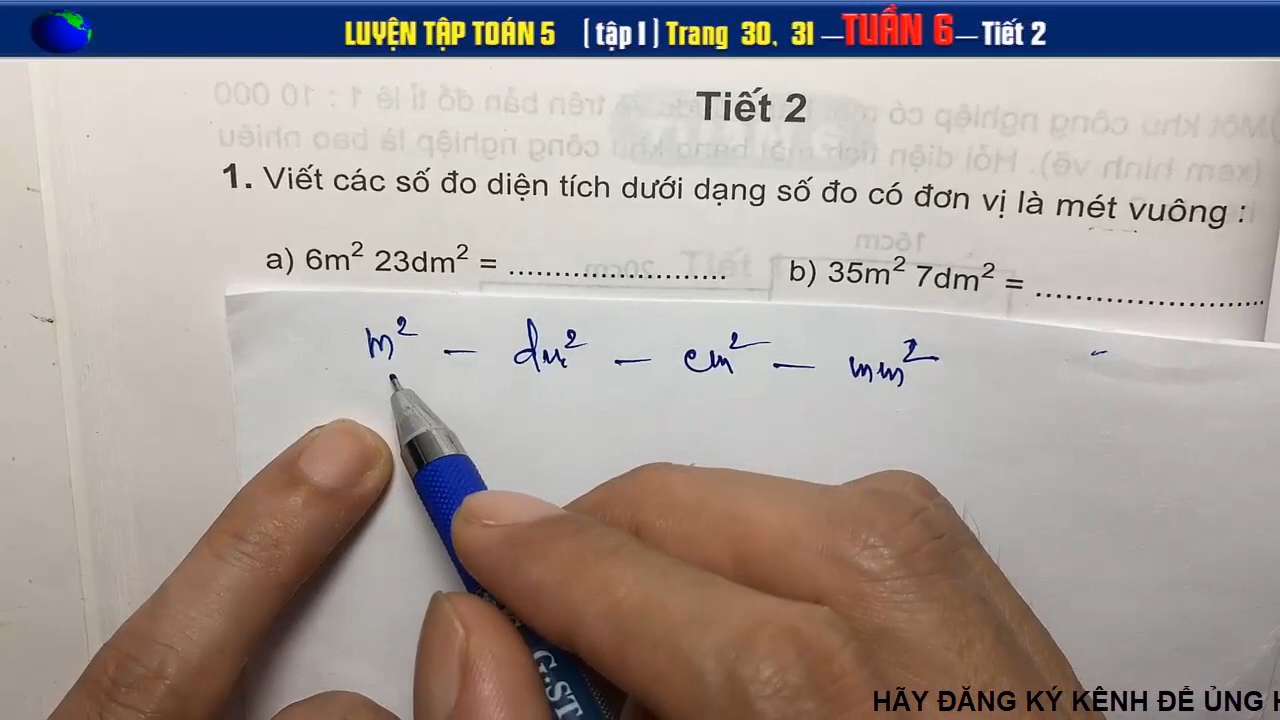 LUYỆN TẬP TOÁN 5 ( tập 1 ) Trang 30, 31 – TUẦN 6 – Tiết 2
Tiết 2
1. Viết các số đo diện tích dưới dạng số đo có đơn vị là mét vuông :
a) 6m² 23dm² = ........................ b) 35m² 7dm² = .........................
m² – dm² – cm² – mm²
G-ST
HÃY ĐĂNG KÝ KÊNH ĐỂ ỦNG H